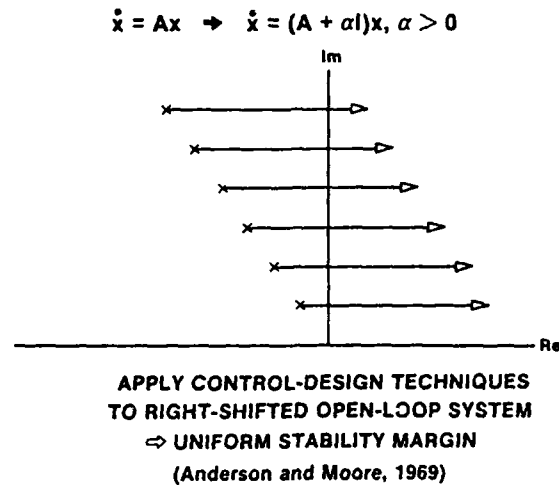 ẋ = Ax → ẋ = (A + αI)x, α > 0
Im
Re
APPLY CONTROL-DESIGN TECHNIQUES
TO RIGHT-SHIFTED OPEN-LOOP SYSTEM
⇨ UNIFORM STABILITY MARGIN
(Anderson and Moore, 1969)